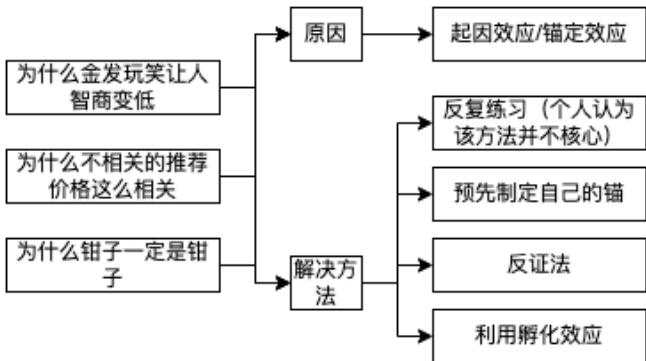 为什么金发玩笑让人
智商变低
为什么不相关的推荐
价格这么相关
为什么钳子一定是钳
子
原因
解决方
法
起因效应/锚定效应
反复练习（个人认为
该方法并不核心）
预先制定自己的锚
反证法
利用孵化效应